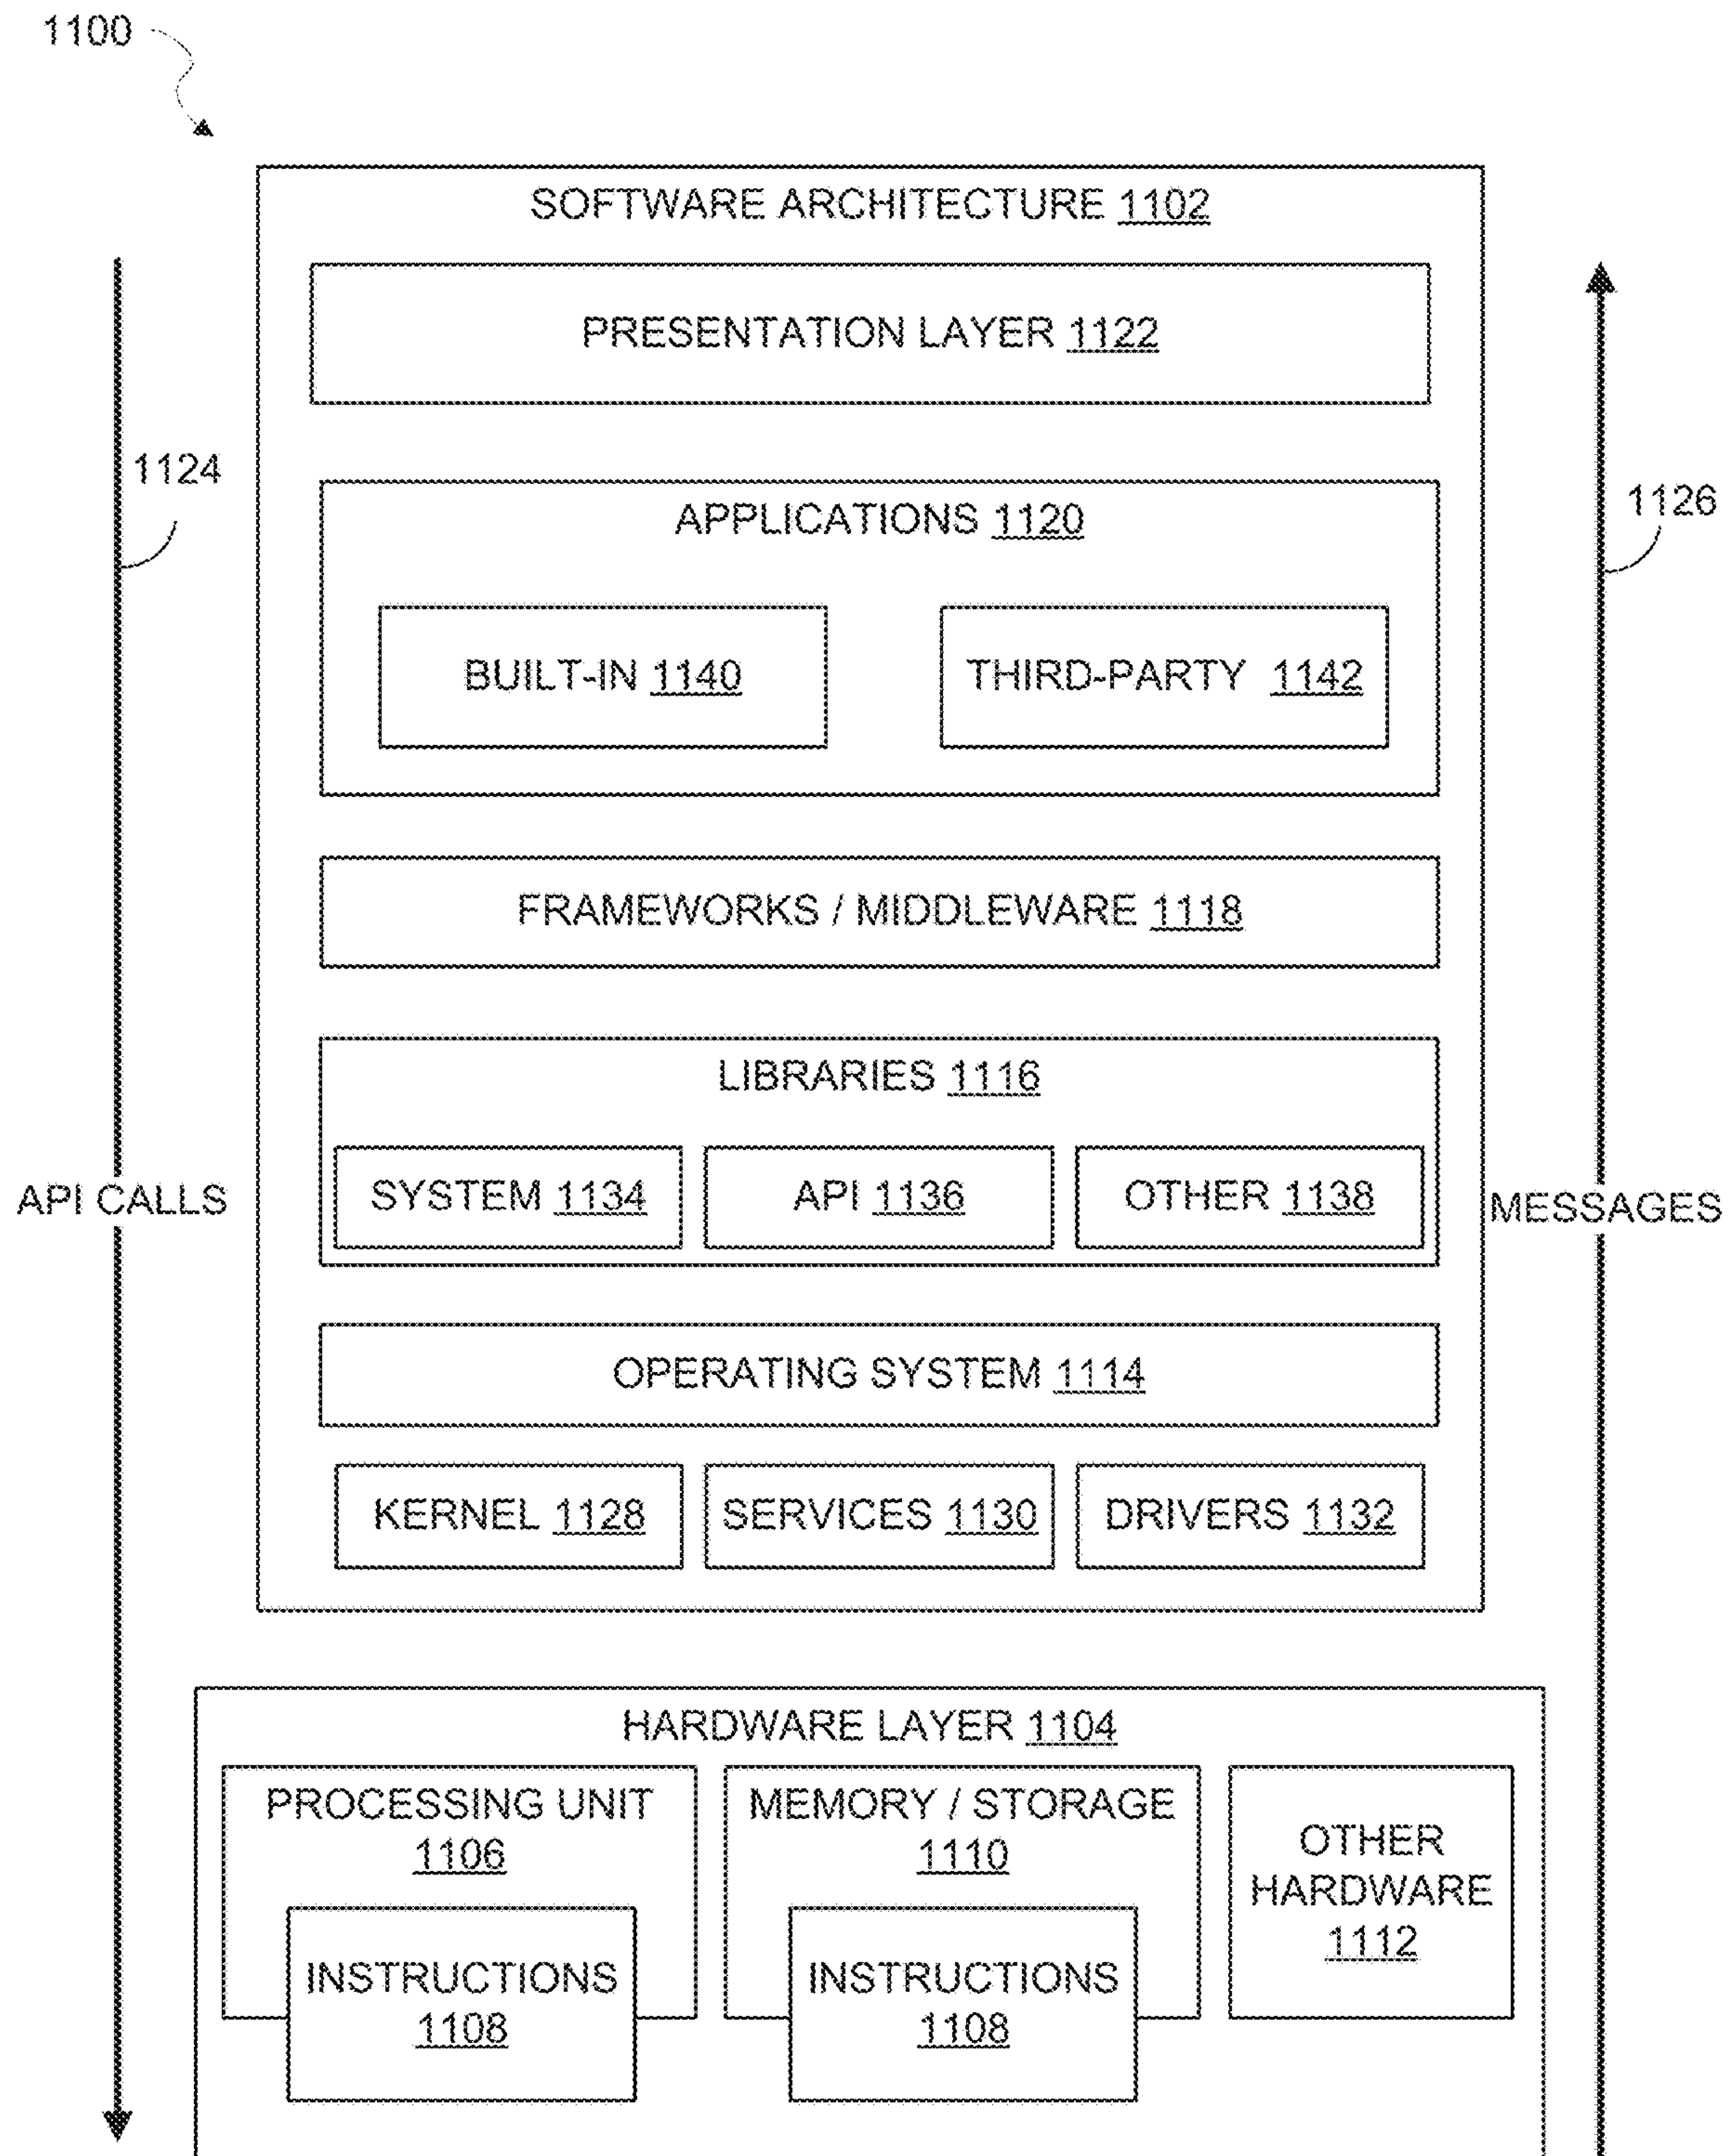 1100
SOFTWARE ARCHITECTURE 1102
PRESENTATION LAYER 1122
1124
1126
APPLICATIONS 1120
BUILT-IN 1140
THIRD-PARTY 1142
FRAMEWORKS / MIDDLEWARE 1118
LIBRARIES 1116
SYSTEM 1134
API 1136
OTHER 1138
API CALLS
MESSAGES
OPERATING SYSTEM 1114
KERNEL 1128
SERVICES 1130
DRIVERS 1132
HARDWARE LAYER 1104
PROCESSING UNIT
1106
INSTRUCTIONS
1108
MEMORY / STORAGE
1110
INSTRUCTIONS
1108
OTHER
HARDWARE
1112